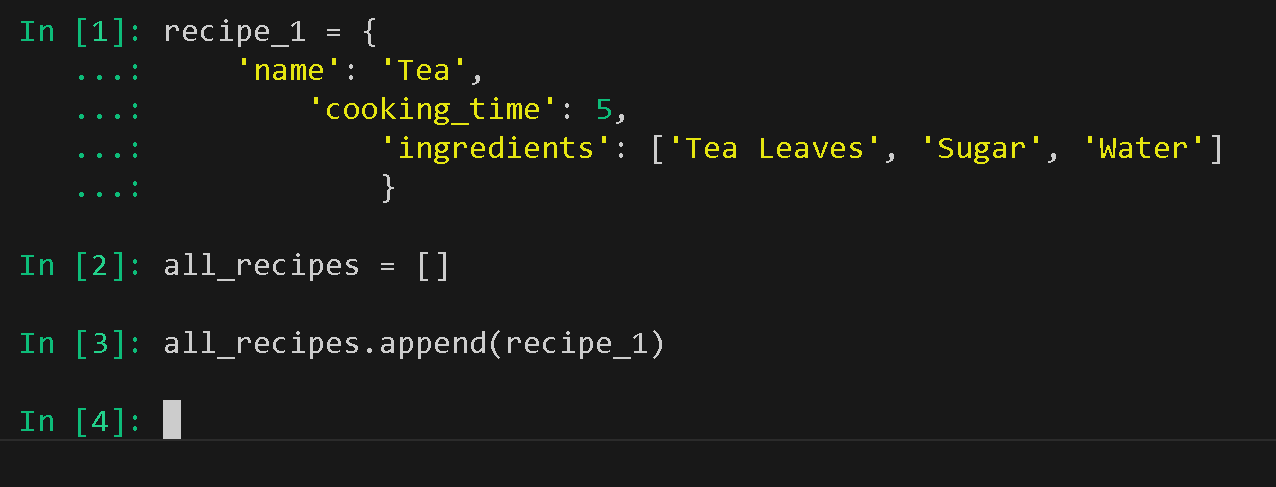 In [1]: recipe_1 = {
   ...:     'name': 'Tea',
   ...:         'cooking_time': 5,
   ...:             'ingredients': ['Tea Leaves', 'Sugar', 'Water']
   ...:             }
In [2]: all_recipes = []
In [3]: all_recipes.append(recipe_1)
In [4]: